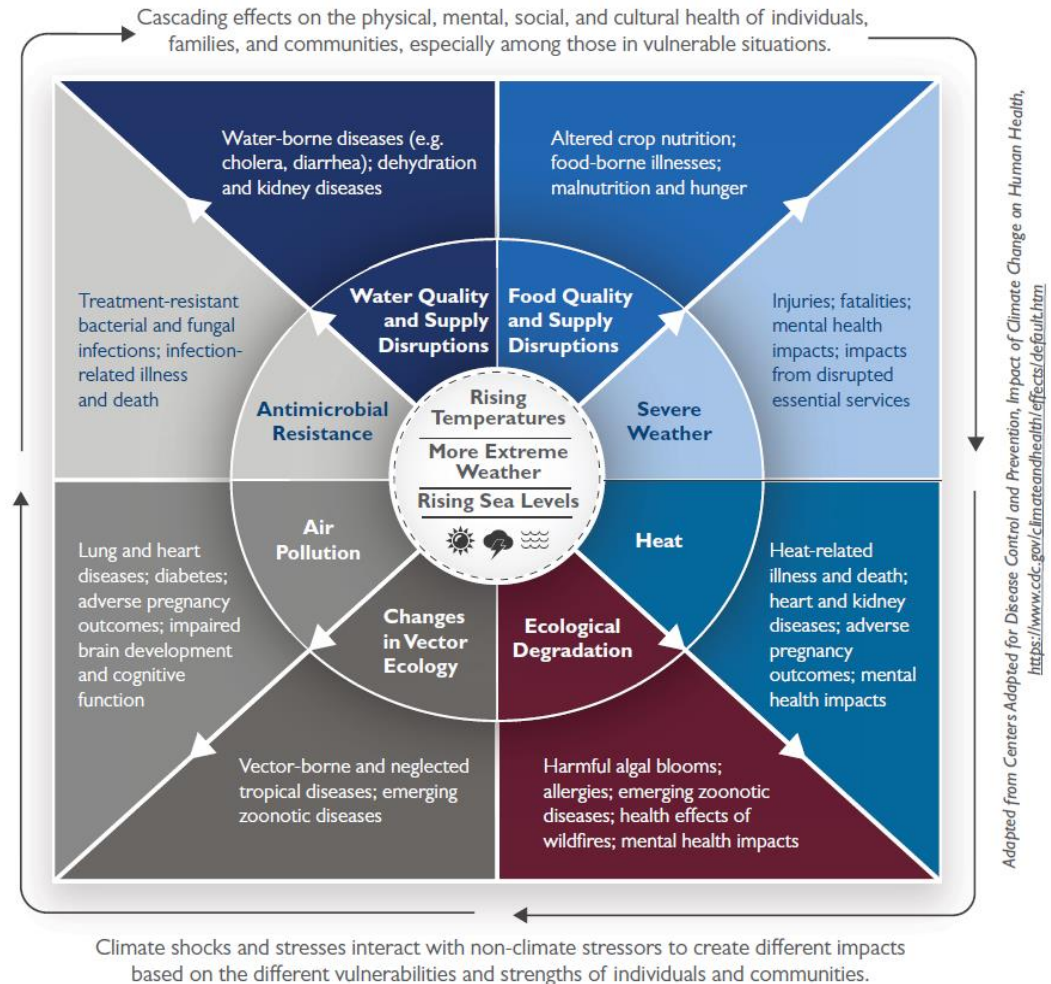 Cascading effects on the physical, mental, social, and cultural health of individuals,
families, and communities, especially among those in vulnerable situations.
Water-borne diseases (e.g.
cholera, diarrhea); dehydration
and kidney diseases
Altered crop nutrition;
food-borne illnesses;
malnutrition and hunger
Treatment-resistant
bacterial and fungal
infections; infection-
related illness
and death
Water Quality
and Supply
Disruptions
Food Quality
and Supply
Disruptions
Injuries; fatalities;
mental health
impacts; impacts
from disrupted
essential services
Antimicrobial
Resistance
Rising
Temperatures
More Extreme
Weather
Rising Sea Levels
Severe
Weather
Air
Pollution
Heat
Lung and heart
diseases; diabetes;
adverse pregnancy
outcomes; impaired
brain development
and cognitive
function
Changes
in Vector
Ecology
Ecological
Degradation
Heat-related
illness and death;
heart and kidney
diseases; adverse
pregnancy
outcomes; mental
health impacts
Vector-borne and neglected
tropical diseases; emerging
zoonotic diseases
Harmful algal blooms;
allergies; emerging zoonotic
diseases; health effects of
wildfires; mental health impacts
Climate shocks and stresses interact with non-climate stressors to create different impacts
based on the different vulnerabilities and strengths of individuals and communities.
Adapted from Centers Adapted for Disease Control and Prevention, Impact of Climate Change on Human Health,
https://www.cdc.gov/climateandhealth/effects/default.htm